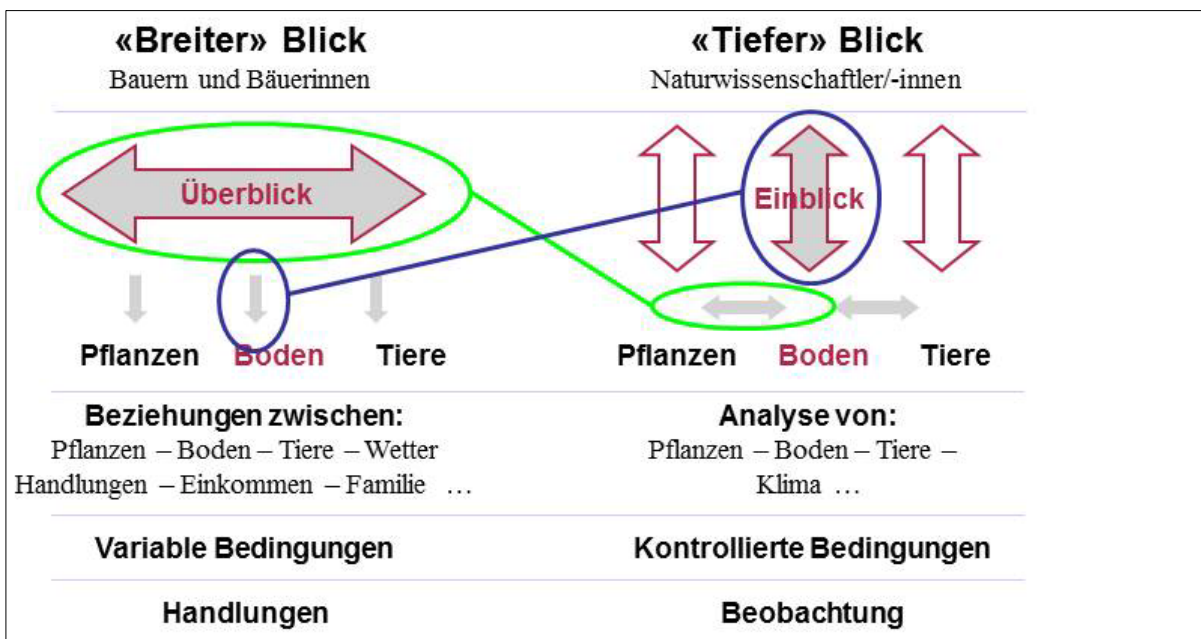 «Breiter» Blick
Bauern und Bäuerinnen
Überblick
Pflanzen Boden Tiere
Beziehungen zwischen:
Pflanzen – Boden – Tiere – Wetter
Handlungen – Einkommen – Familie …
Variable Bedingungen
Handlungen
«Tiefer» Blick
Naturwissenschaftler/-innen
Einblick
Pflanzen Boden Tiere
Analyse von:
Pflanzen – Boden – Tiere –
Klima …
Kontrollierte Bedingungen
Beobachtung